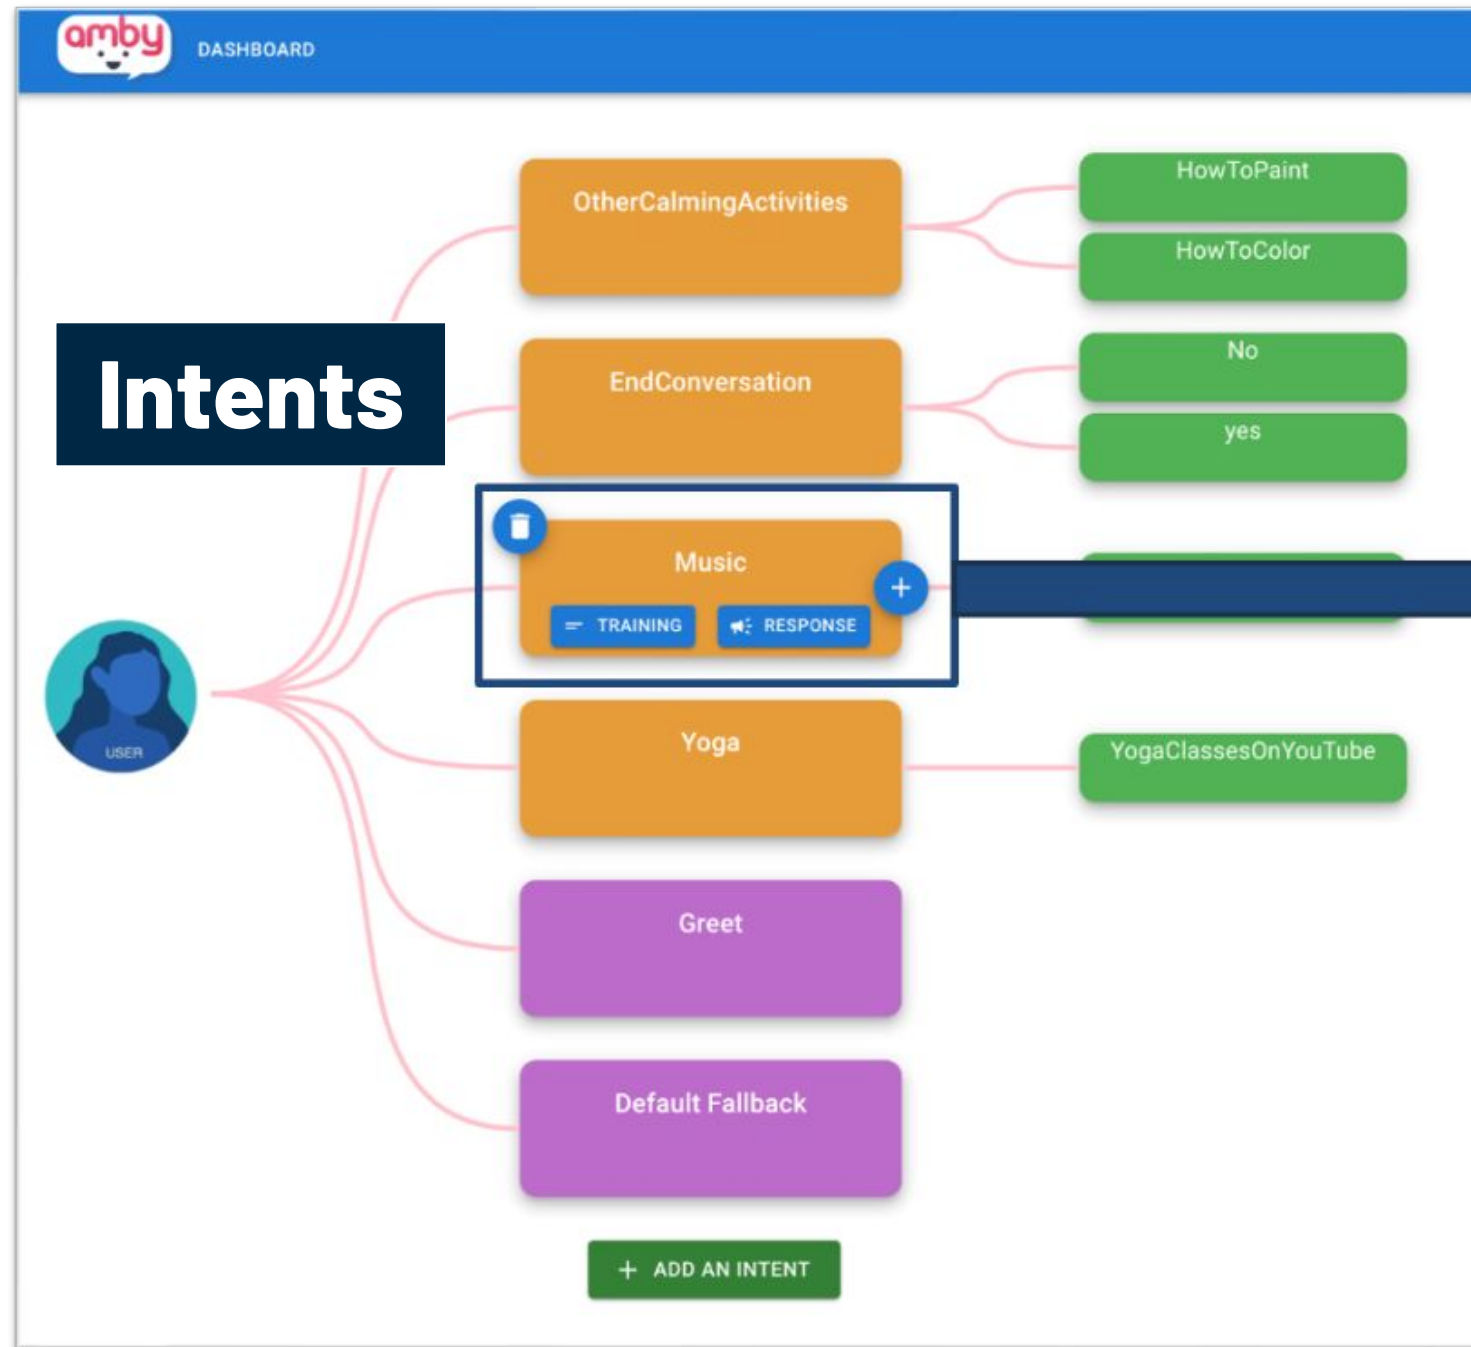 amby
DASHBOARD
OtherCalmingActivities
HowToPaint
HowToColor
Intents
EndConversation
No
yes
Music
TRAINING
RESPONSE
USER
Yoga
YogaClassesOnYouTube
Greet
Default Fallback
+ ADD AN INTENT